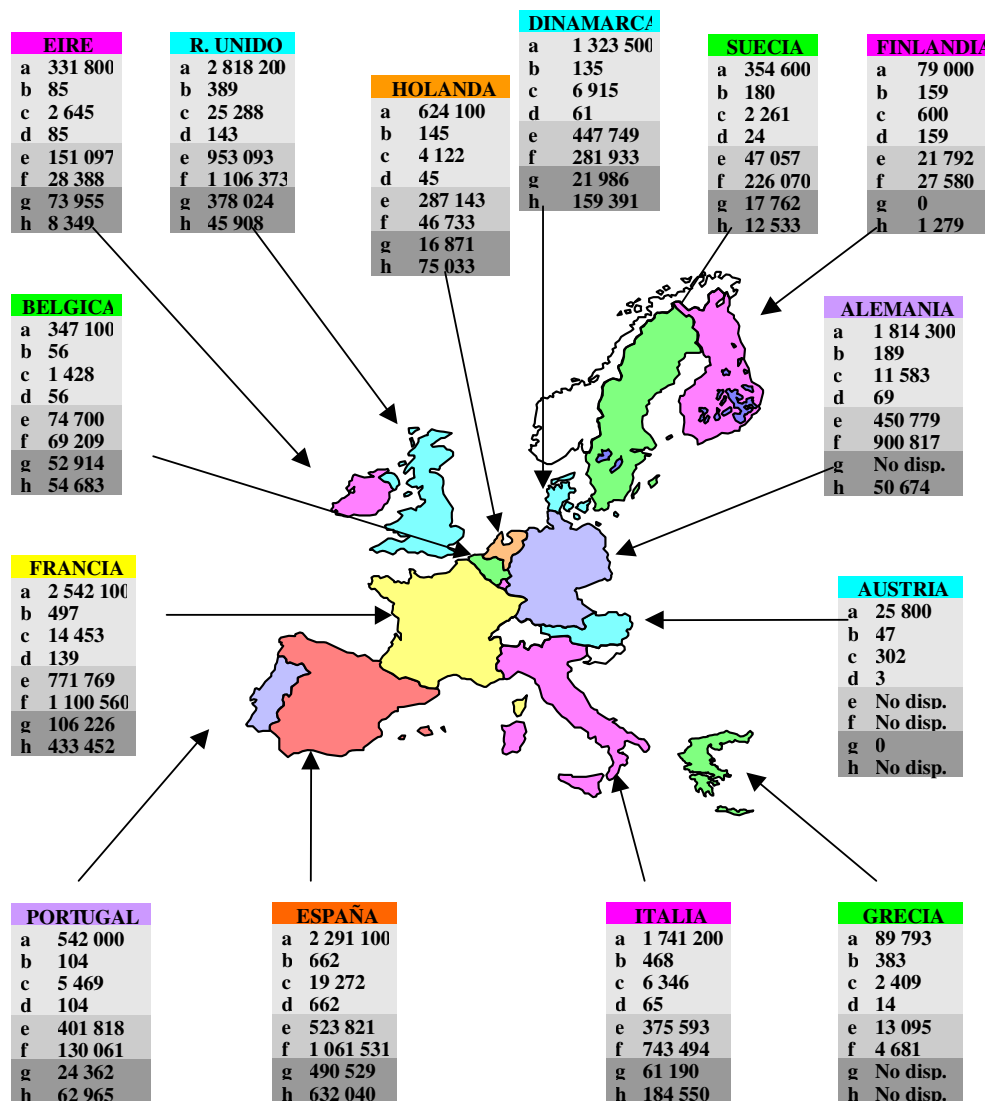 EIRE
a 331 800
b 85
c 2 645
d 85
e 151 097
f 28 388
g 73 955
h 8 349
R. UNIDO
a 2 818 200
b 389
c 25 288
d 143
e 953 093
f 1 106 373
g 378 024
h 45 908
HOLANDA
a 624 100
b 145
c 4 122
d 45
e 287 143
f 46 733
g 16 871
h 75 033
DINAMARCA
a 1 323 500
b 135
c 6 915
d 61
e 447 749
f 281 933
g 21 986
h 159 391
SUECIA
a 354 600
b 180
c 2 261
d 24
e 47 057
f 226 070
g 17 762
h 12 533
FINLANDIA
a 79 000
b 159
c 600
d 159
e 21 792
f 27 580
g 0
h 1 279
BELGICA
a 347 100
b 56
c 1 428
d 56
e 74 700
f 69 209
g 52 914
h 54 683
ALEMANIA
a 1 814 300
b 189
c 11 583
d 69
e 450 779
f 900 817
g No disp.
h 50 674
FRANCIA
a 2 542 100
b 497
c 14 453
d 139
e 771 769
f 1 100 560
g 106 226
h 433 452
AUSTRIA
a 25 800
b 47
c 302
d 3
e No disp.
f No disp.
g 0
h No disp.
PORTUGAL
a 542 000
b 104
c 5 469
d 104
e 401 818
f 130 061
g 24 362
h 62 965
ESPAÑA
a 2 291 100
b 662
c 19 272
d 662
e 523 821
f 1 061 531
g 490 529
h 632 040
ITALIA
a 1 741 200
b 468
c 6 346
d 65
e 375 593
f 743 494
g 61 190
h 184 550
GRECIA
a 89 793
b 383
c 2 409
d 14
e 13 095
f 4 681
g No disp.
h No disp.